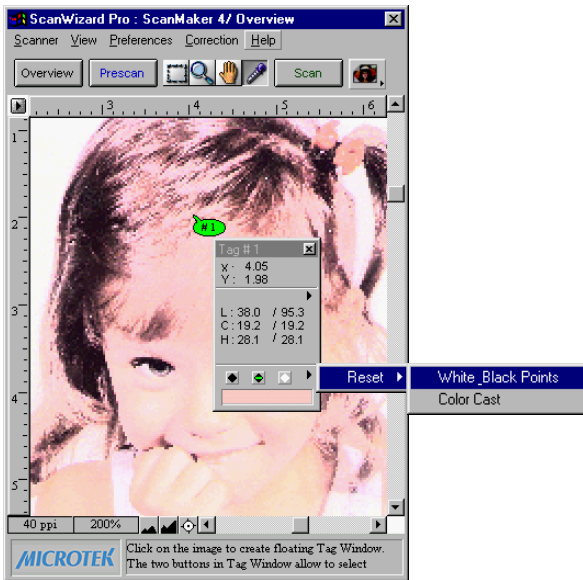 ScanWizard Pro : ScanMaker 4/ Overview
Scanner View Preferences Correction Help
Overview Prescan Scan
3 4 5 6
1
2
#1
Tag # 1
X : 4.05
Y : 1.98
3
L : 38.0 / 95.3
C : 19.2 / 19.2
H : 28.1 / 28.1
Reset White_Black Points
Color Cast
4
5
40 ppi 200%
MICROTEK
Click on the image to create floating Tag Window.
The two buttons in Tag Window allow to select